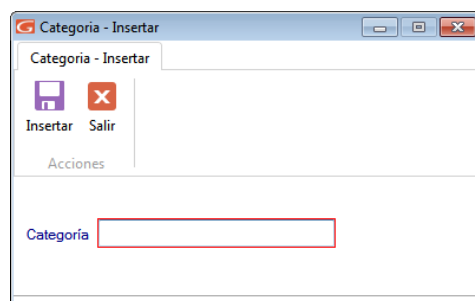 G Categoria - Insertar
Categoria - Insertar
Insertar Salir
Acciones
Categoría